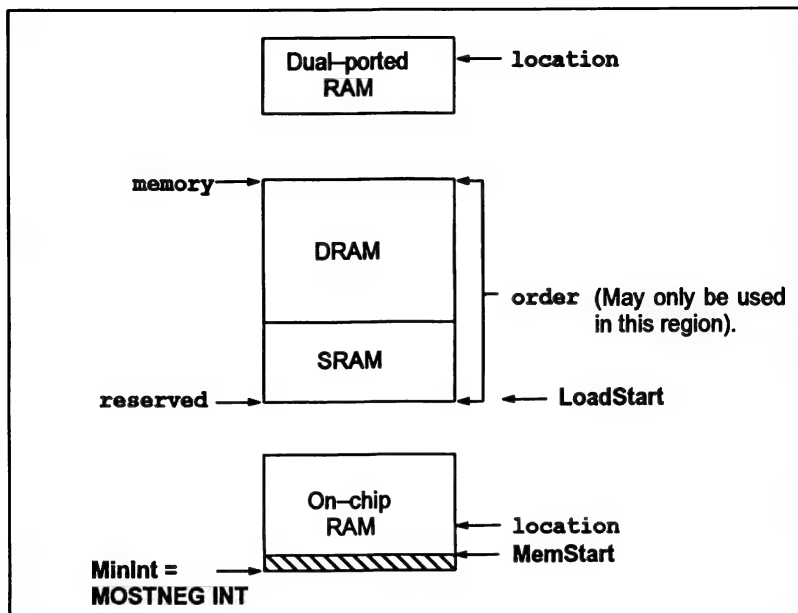 Dual–ported
RAM
location
memory
DRAM
order (May only be used
in this region).
SRAM
reserved
LoadStart
On–chip
RAM
location
MemStart
MinInt =
MOSTNEG INT